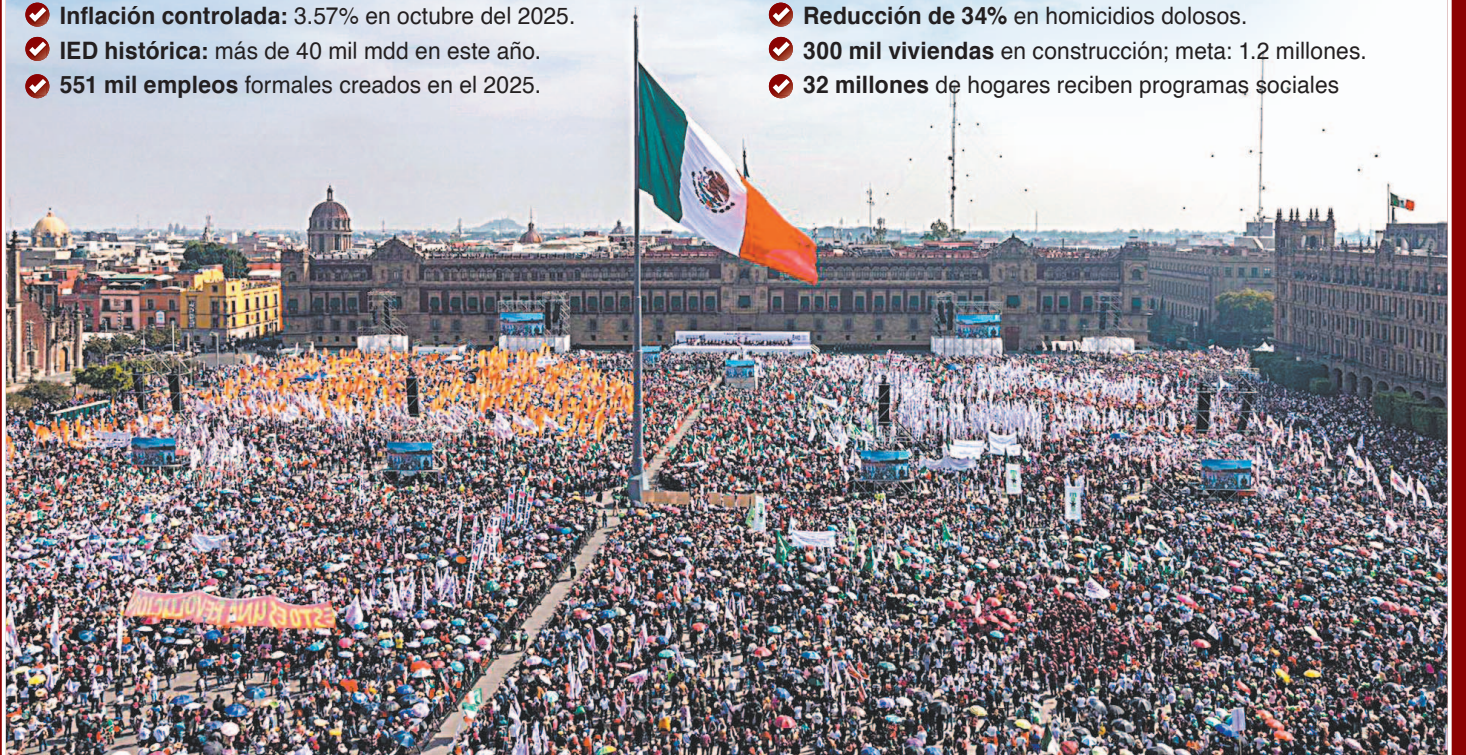 Inflación controlada: 3.57% en octubre del 2025.
IED histórica: más de 40 mil mdd en este año.
551 mil empleos formales creados en el 2025.
Reducción de 34% en homicidios dolosos.
300 mil viviendas en construcción; meta: 1.2 millones.
32 millones de hogares reciben programas sociales
ESTO ES UNA REVOLUCIÓN